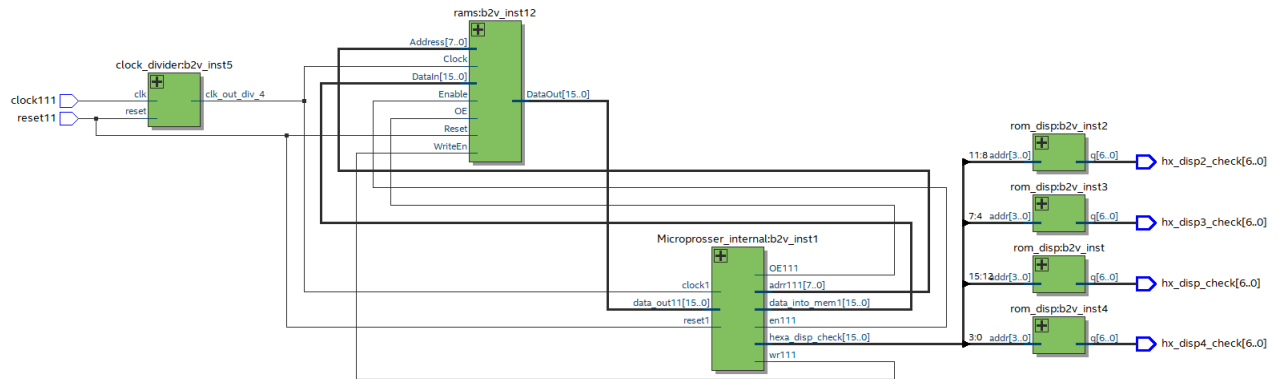 rams:b2v_inst12
Address[7..0]
Clock
DataIn[15..0]
Enable
OE
Reset
WriteEn
DataOut[15..0]
clock_divider:b2v_inst5
clk
reset
clk_out_div_4
clock111
reset11
Microprosser_internal:b2v_inst1
clock1
data_out11[15..0]
reset1
OE111
adrr111[7..0]
data_into_mem1[15..0]
en111
hexa_disp_check[15..0]
wr111
rom_disp:b2v_inst2
11:8 addr[3..0] q[6..0] hx_disp2_check[6..0]
rom_disp:b2v_inst3
7:4 addr[3..0] q[6..0] hx_disp3_check[6..0]
rom_disp:b2v_inst
15:12 addr[3..0] q[6..0] hx_disp_check[6..0]
rom_disp:b2v_inst4
3:0 addr[3..0] q[6..0] hx_disp4_check[6..0]